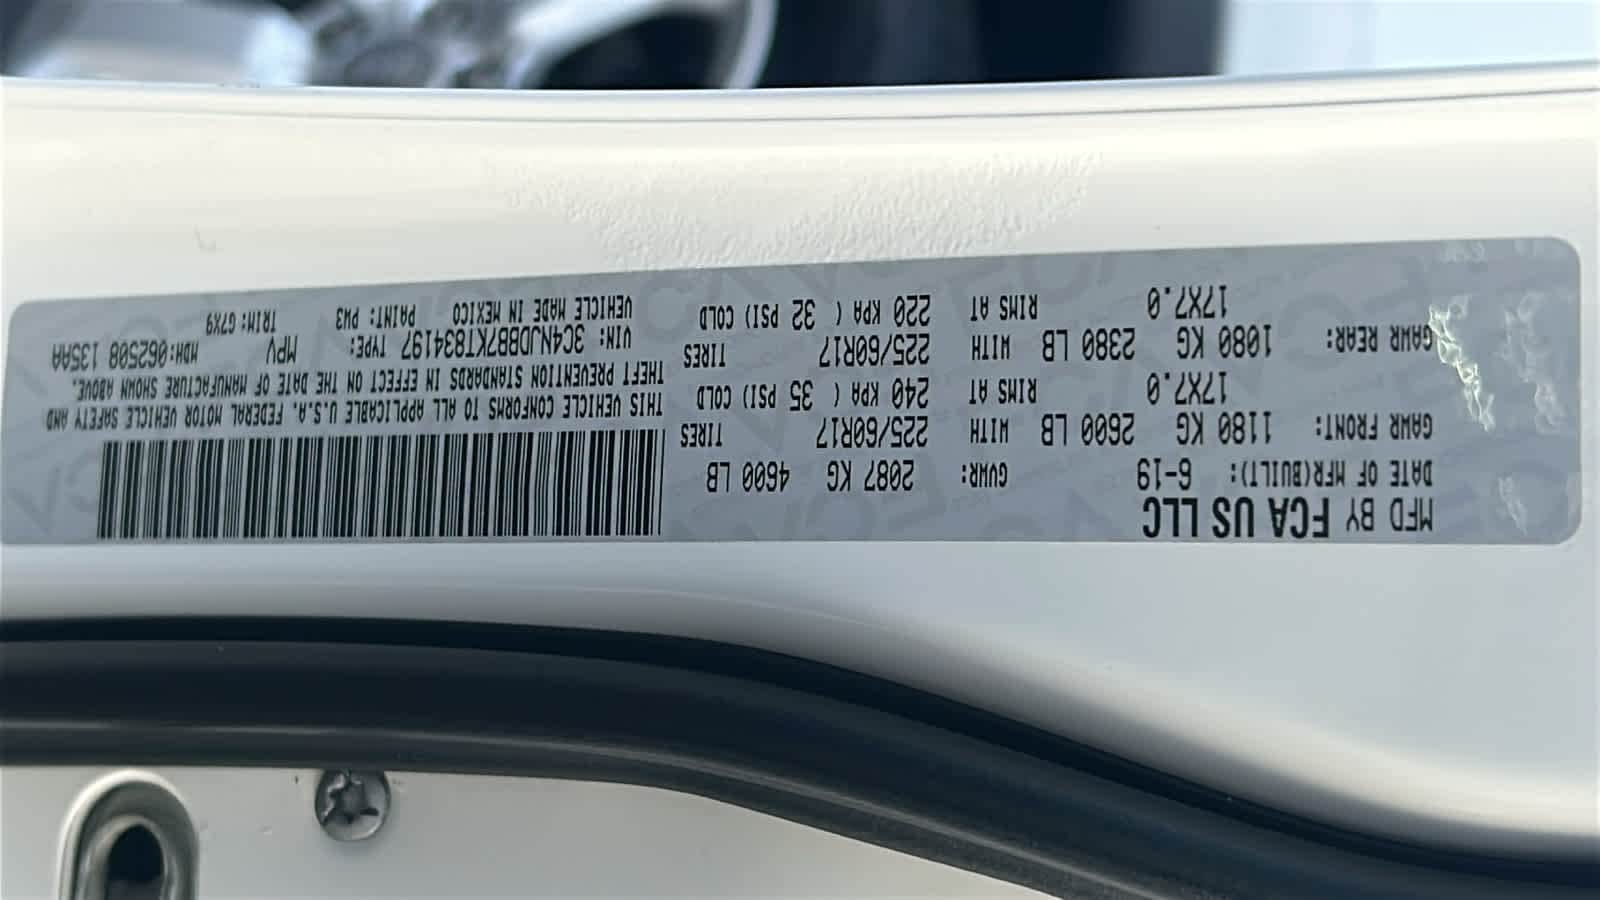 MFD BY FCA US LLC
DATE OF MFR(BUILT): 6-19 GVWR: 2087 KG 4600 LB
GAWR FRONT: 1180 KG 2600 LB WITH 225/60R17 TIRES
17X7.0 RIMS AT 240 KPA ( 35 PSI) COLD
GAWR REAR: 1080 KG 2380 LB WITH 225/60R17 TIRES
17X7.0 RIMS AT 220 KPA ( 32 PSI) COLD
THIS VEHICLE CONFORMS TO ALL APPLICABLE U.S.A. FEDERAL MOTOR VEHICLE SAFETY AND
THEFT PREVENTION STANDARDS IN EFFECT ON THE DATE OF MANUFACTURE SHOWN ABOVE.
VIN: 3C4NJDBB7KT834197 TYPE: MPV MDH:062508 135AA
VEHICLE MADE IN MEXICO PAINT: PW3 TRIM: G7X9